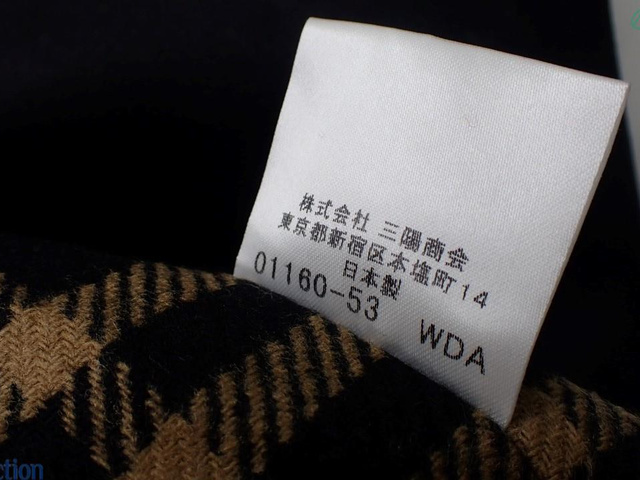 株式会社 三陽商会
東京都新宿区本塩町14
日本製
01160-53 WDA
ction